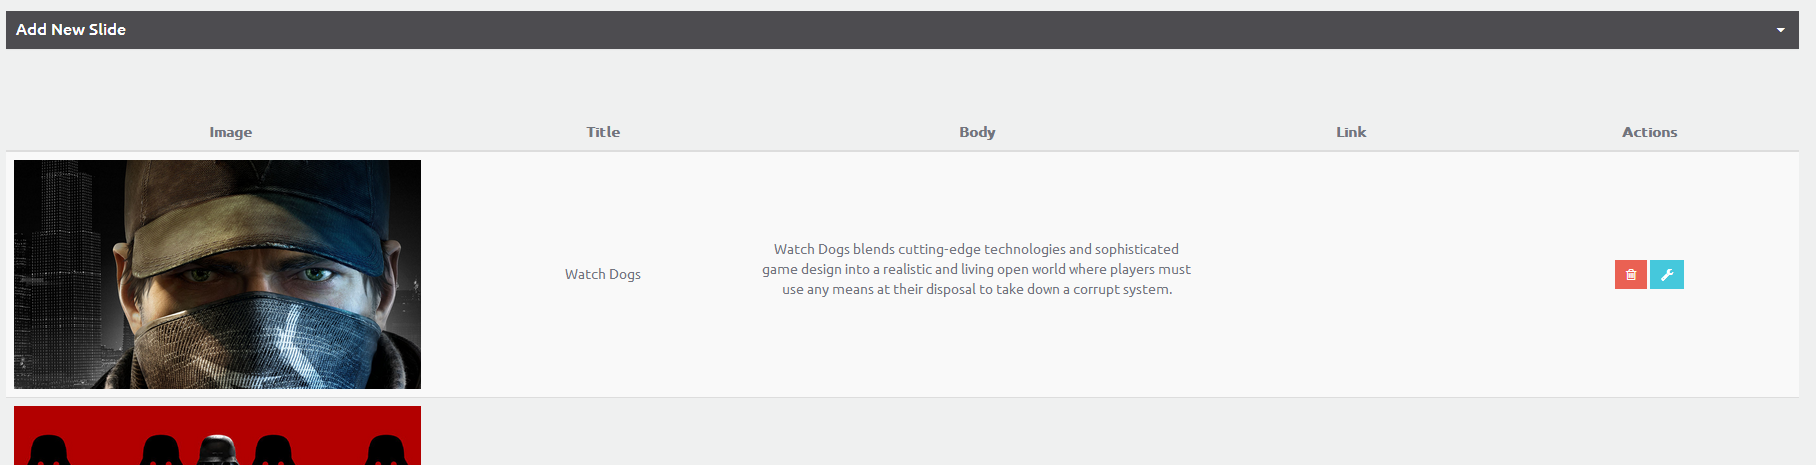 Add New Slide
Image Title Body Link Actions
Watch Dogs
Watch Dogs blends cutting-edge technologies and sophisticated
game design into a realistic and living open world where players must
use any means at their disposal to take down a corrupt system.